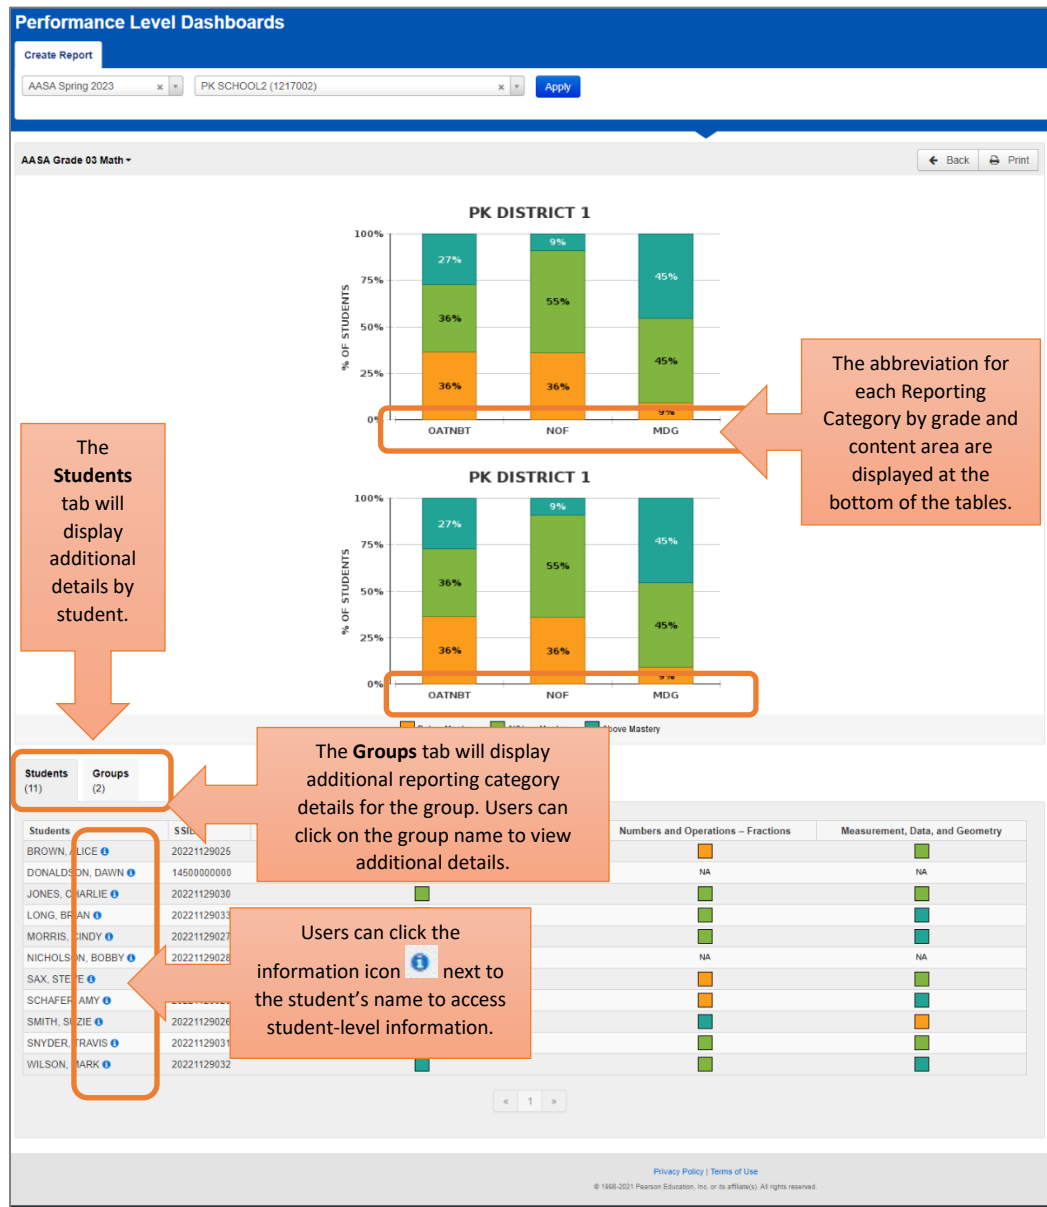 Performance Level Dashboards
Create Report
AASA Spring 2023
PK SCHOOL2 (1217002)
Apply
AASA Grade 03 Math
Back
Print
PK DISTRICT 1
100%
75%
50%
25%
0%
% OF STUDENTS
27%
36%
36%
9%
55%
36%
45%
45%
9%
OATNBT
NOF
MDG
The abbreviation for
each Reporting
Category by grade and
content area are
displayed at the
bottom of the tables.
The
Students
tab will
display
additional
details by
student.
PK DISTRICT 1
100%
75%
50%
25%
0%
% OF STUDENTS
27%
36%
36%
9%
55%
36%
45%
45%
9%
OATNBT
NOF
MDG
Above Mastery
The Groups tab will display
additional reporting category
details for the group. Users can
click on the group name to view
additional details.
Students
(11)
Groups
(2)
Students SSID Numbers and Operations – Fractions Measurement, Data, and Geometry
BROWN, ALICE 20221129025
DONALDSON, DAWN 14500000000 NA NA
JONES, CHARLIE 20221129030
LONG, BRIAN 20221129033
MORRIS, CINDY 20221129027
NICHOLSON, BOBBY 20221129028 NA NA
SAX, STEVE
SCHAFER, AMY
SMITH, SUZIE 20221129026
SNYDER, TRAVIS 20221129031
WILSON, MARK 20221129032
Users can click the
information icon next to
the student's name to access
student-level information.
« 1 »
Privacy Policy | Terms of Use
© 1998-2021 Pearson Education, Inc. or its affiliate(s). All rights reserved.